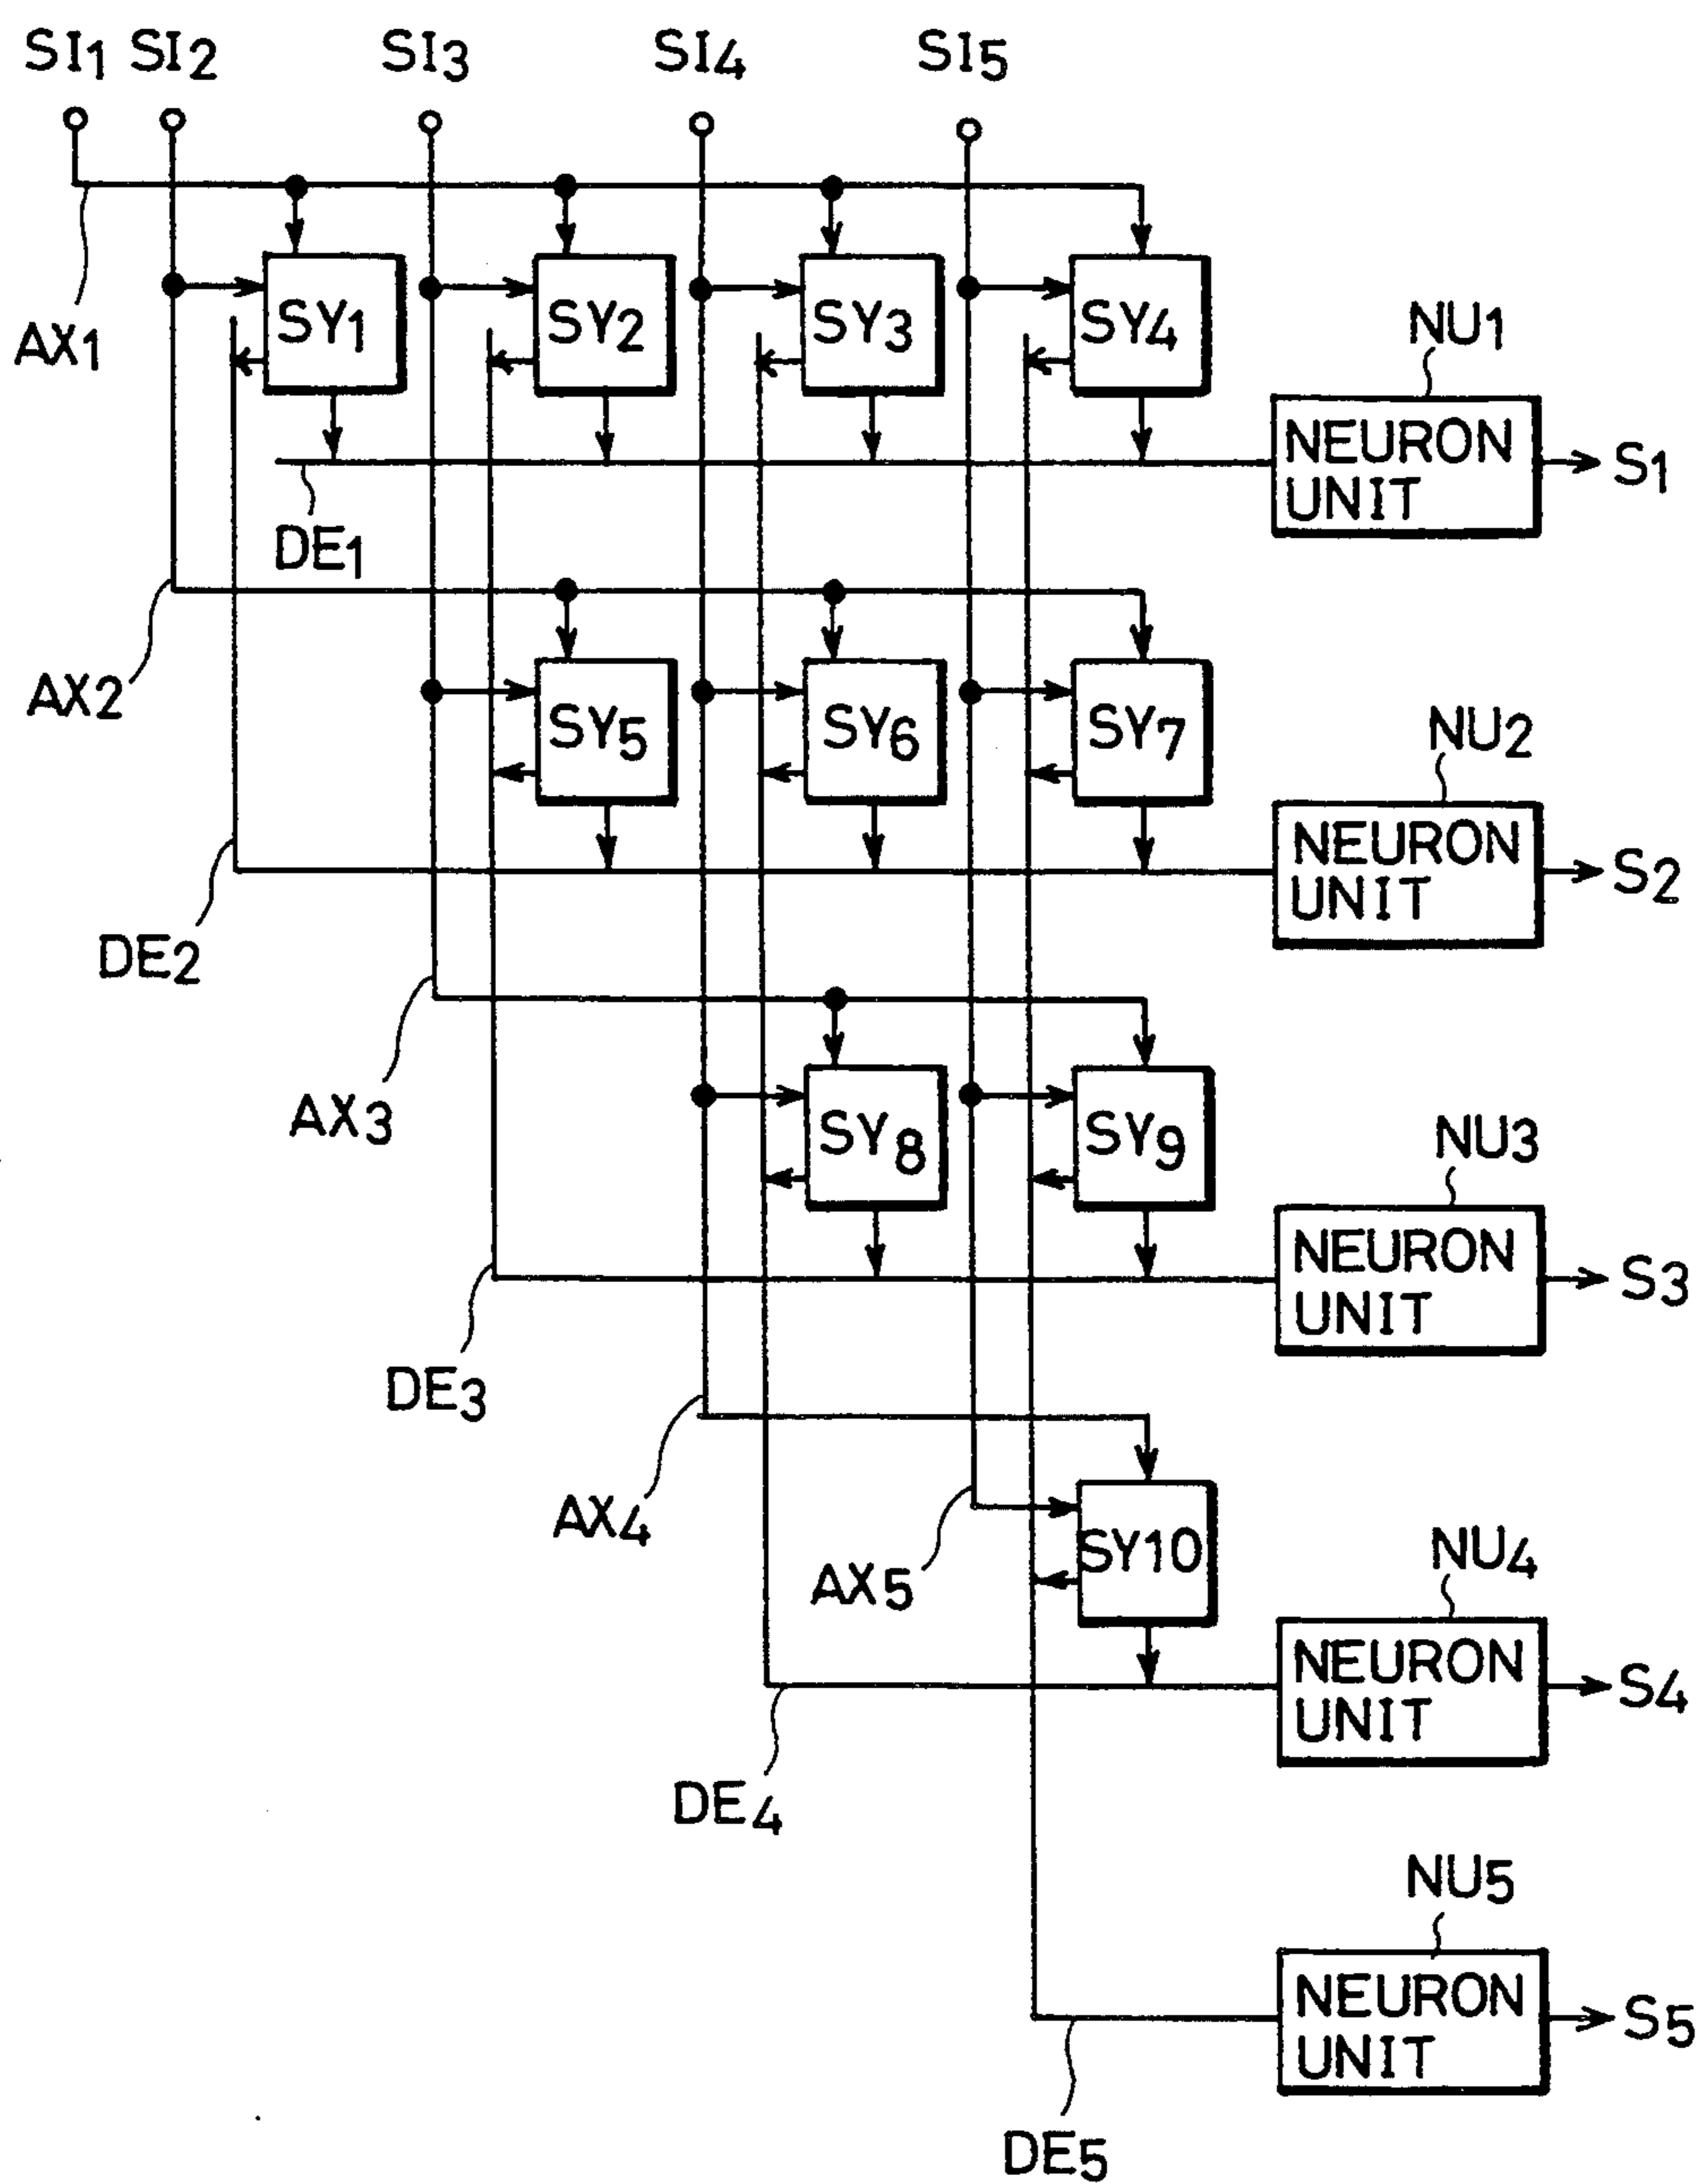 SI1 SI2 SI3 SI4 SI5
AX1
SY1 SY2 SY3 SY4
NU1
NEURON
UNIT
S1
DE1
AX2
SY5 SY6 SY7
NU2
NEURON
UNIT
S2
DE2
AX3
SY8 SY9
NU3
NEURON
UNIT
S3
DE3
AX4
AX5
SY10
NU4
NEURON
UNIT
S4
DE4
NU5
NEURON
UNIT
S5
DE5